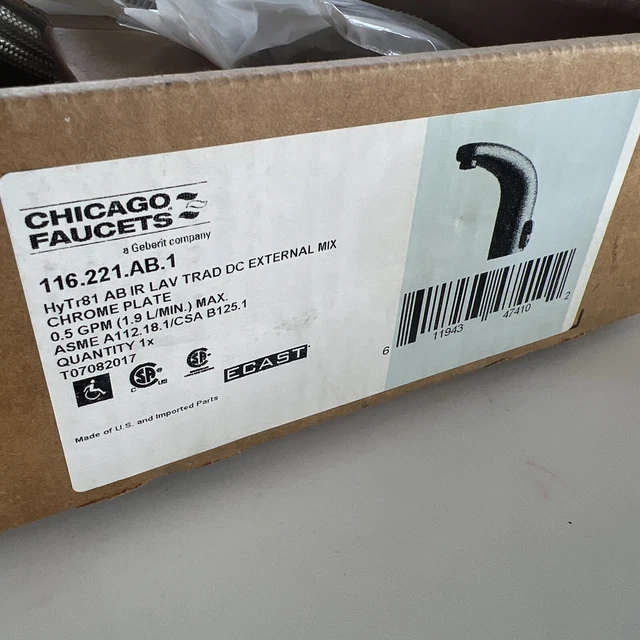 CHICAGO
FAUCETS
a Geberit company
116.221.AB.1
HyTr81 AB IR LAV TRAD DC EXTERNAL MIX
CHROME PLATE
0.5 GPM (1.9 L/MIN.) MAX.
ASME A112.18.1/CSA B125.1
QUANTITY 1x
T07082017
C US
ECAST
Made of U.S. and Imported Parts
6 11943 47410 2